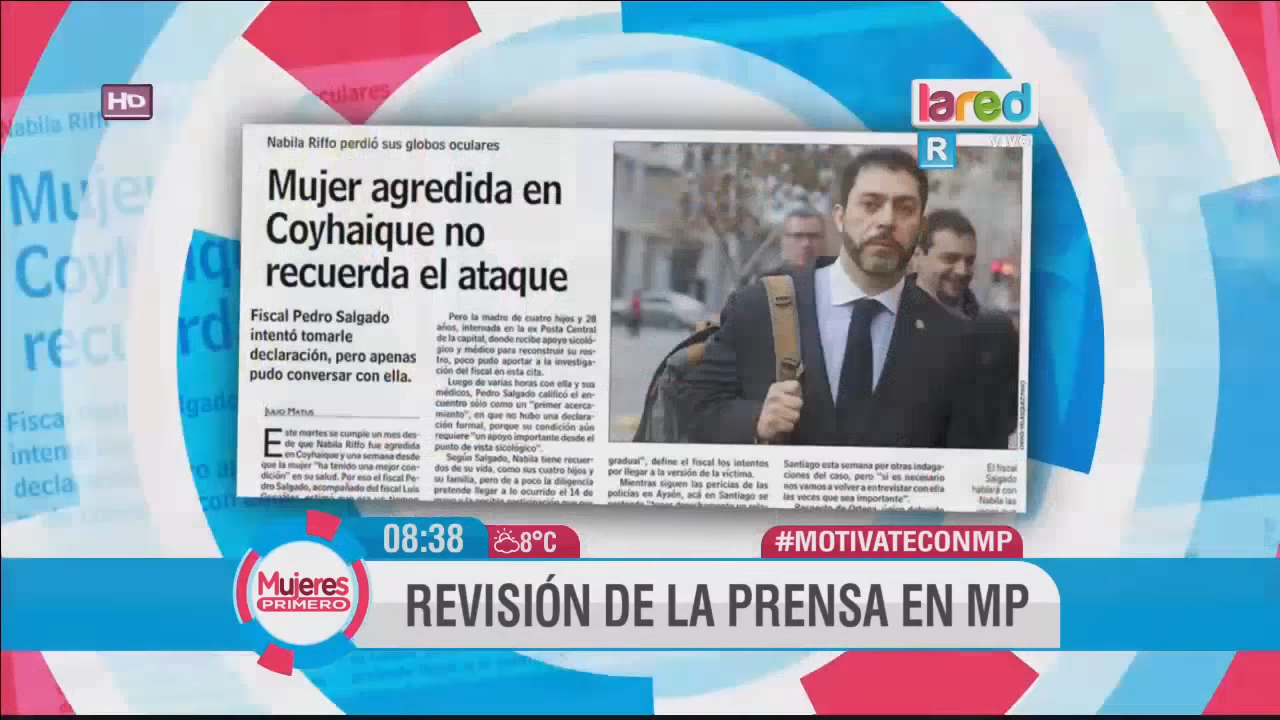 HD
lared
R
VIVO
Nabila Riffo perdió sus globos oculares
Mujer agredida en
Coyhaique no
recuerda el ataque
Fiscal Pedro Salgado
intentó tomarle
declaración, pero apenas
pudo conversar con ella.
JULIO MATUS
Este martes se cumple un mes des-
de que Nabila Riffo fue agredida
en Coyhaique y una semana desde
que la mujer "ha tenido una mejor con-
dición" en su salud. Por eso el fiscal Pe-
dro Salgado, acompañado del fiscal Luis
Pero la madre de cuatro hijos y 28
años, internada en la ex Posta Central
de la capital, donde recibe apoyo sicoló-
gico y médico para reconstruir su ros-
tro, poco pudo aportar a la investiga-
ción del fiscal en esta cita.
Luego de varias horas con ella y sus
médicos, Pedro Salgado calificó el en-
cuentro sólo como un "primer acerca-
miento", en que no hubo una declara-
ción formal, porque su condición aún
requiere "un apoyo importante desde el
punto de vista sicológico".
Según Salgado, Nabila tiene recuer-
dos de su vida, como sus cuatro hijos y
su familia, pero de a poco la diligencia
pretende llegar a lo ocurrido el 14 de
gradual", define el fiscal los intentos
por llegar a la versión de la víctima.
Mientras siguen las pericias de las
policías en Aysén, acá en Santiago se
Santiago esta semana por otras indaga-
ciones del caso, pero "si es necesario
nos vamos a volver a entrevistar con ella
las veces que sea importante".
El fiscal
Salgado
hablará con
Nabila las
08:38
8°C
#MOTIVATECONMP
Mujeres
PRIMERO
REVISIÓN DE LA PRENSA EN MP